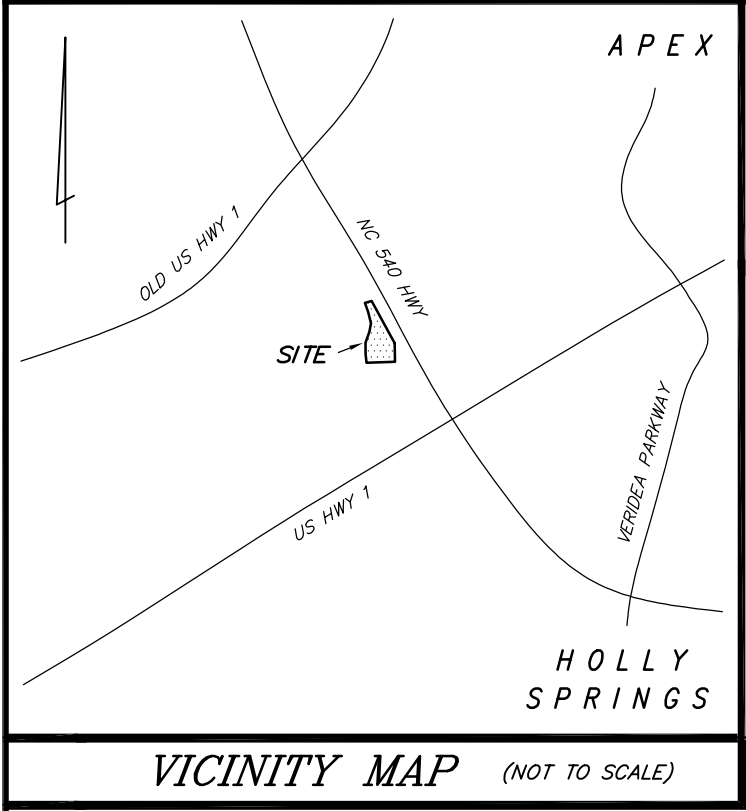 APEX
OLD US HWY 1
NC 540 HWY
SITE
VERIDEA PARKWAY
US HWY 1
HOLLY
SPRINGS
VICINITY MAP (NOT TO SCALE)